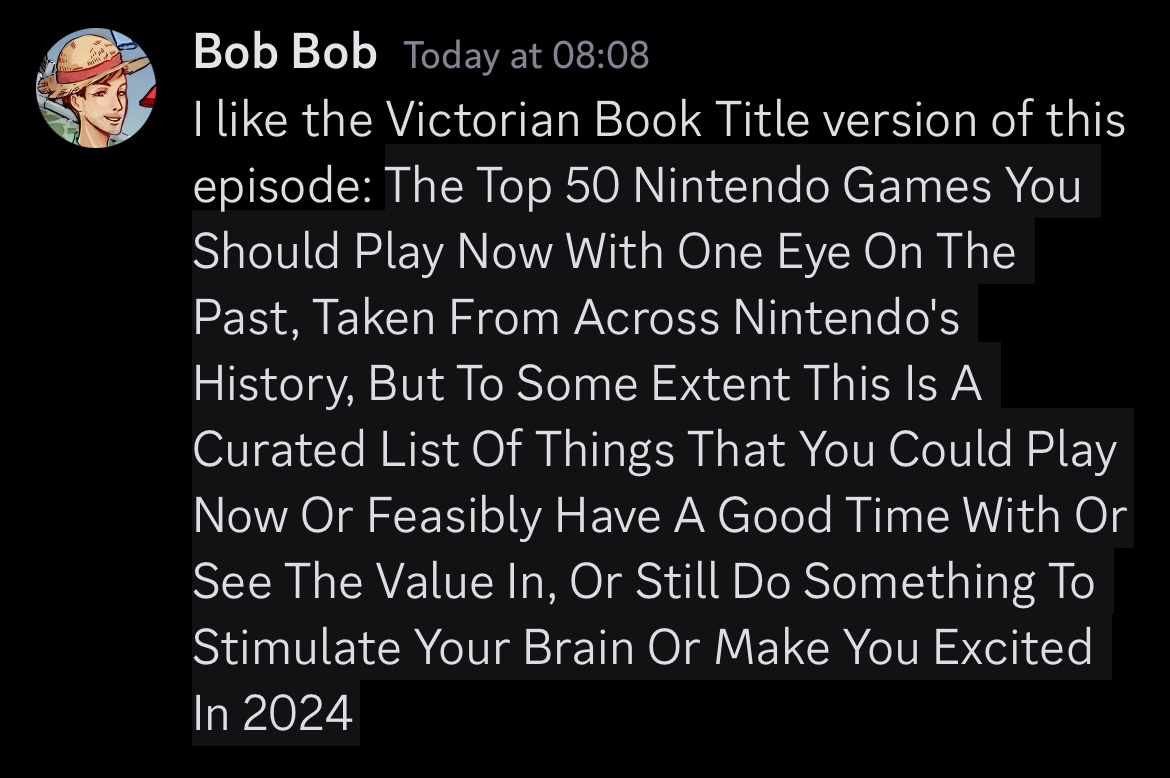 Bob Bob Today at 08:08
I like the Victorian Book Title version of this
episode: The Top 50 Nintendo Games You
Should Play Now With One Eye On The
Past, Taken From Across Nintendo's
History, But To Some Extent This Is A
Curated List Of Things That You Could Play
Now Or Feasibly Have A Good Time With Or
See The Value In, Or Still Do Something To
Stimulate Your Brain Or Make You Excited
In 2024